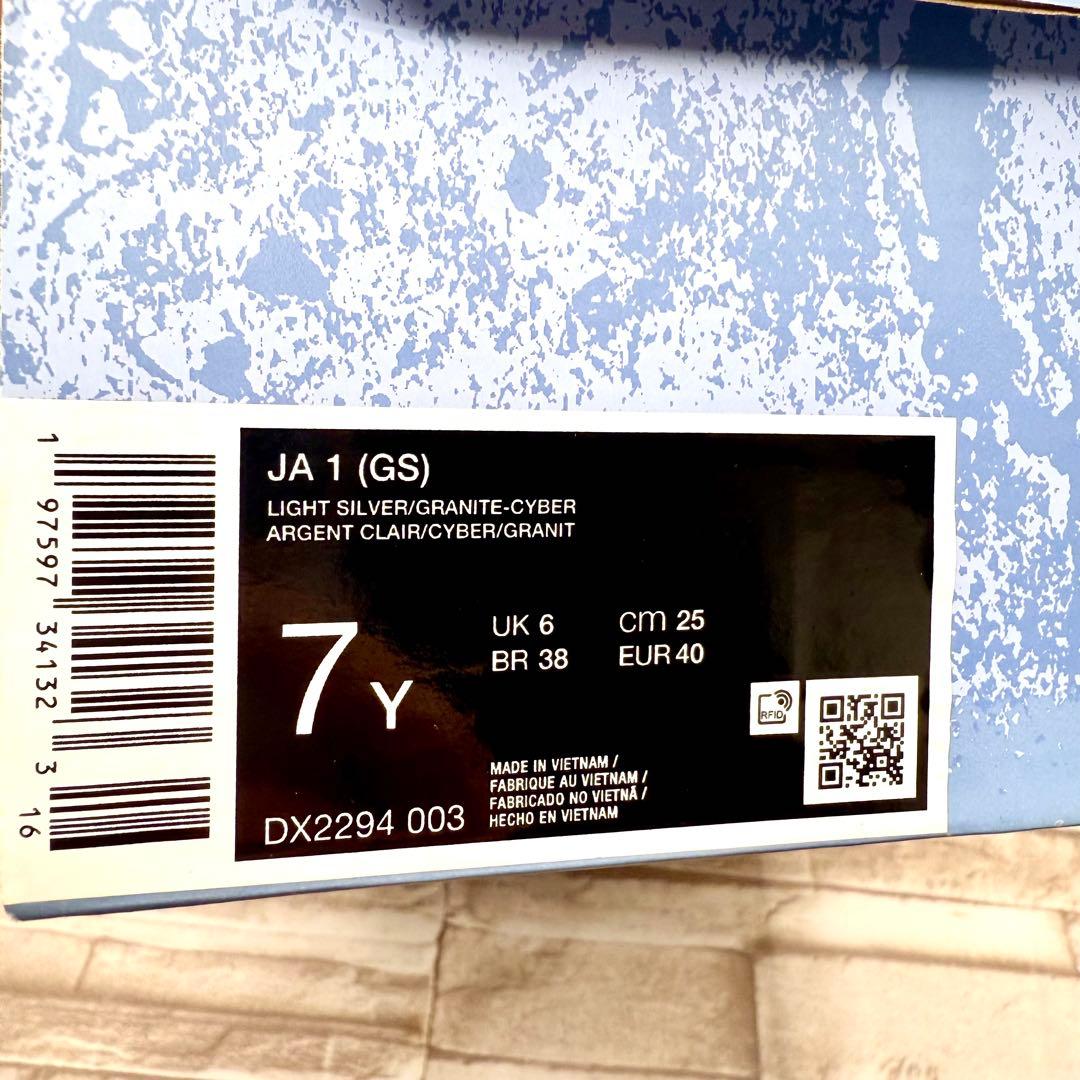 JA 1 (GS)
LIGHT SILVER/GRANITE-CYBER
ARGENT CLAIR/CYBER/GRANIT
7 Y
UK 6 cm 25
BR 38 EUR 40
RFID
DX2294 003
MADE IN VIETNAM /
FABRIQUE AU VIETNAM /
FABRICADO NO VIETNÃ /
HECHO EN VIETNAM
1 97597 34132 3 16